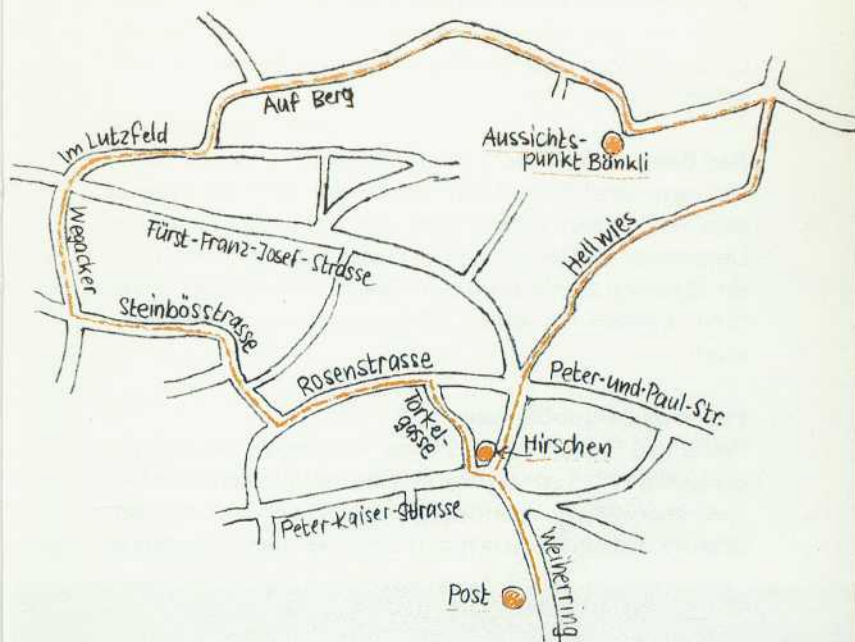 Auf Berg
Im Lutzfeld
Aussichts-
punkt Bänkli
Wegacker
Fürst-Franz-Josef-Strasse
Hellwies
Steinbösstrasse
Rosenstrasse
Peter-und-Paul-Str.
Torkel-
gasse
Hirschen
Peter-Kaiser-Strasse
Weiherring
Post